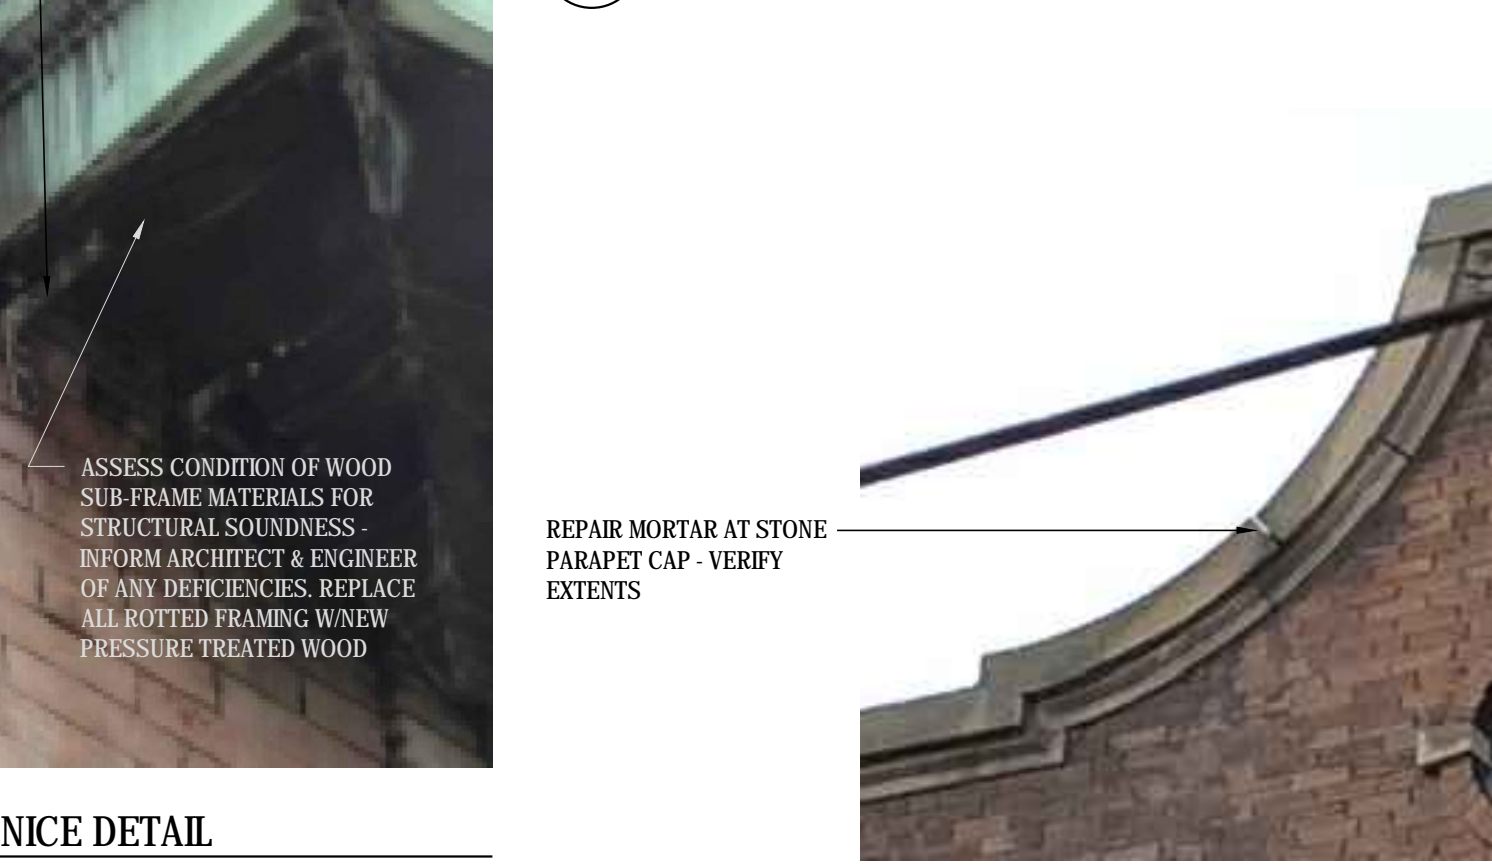 ASSESS CONDITION OF WOOD
SUB-FRAME MATERIALS FOR
STRUCTURAL SOUNDNESS -
INFORM ARCHITECT & ENGINEER
OF ANY DEFICIENCIES. REPLACE
ALL ROTTED FRAMING W/NEW
PRESSURE TREATED WOOD
REPAIR MORTAR AT STONE
PARAPET CAP - VERIFY
EXTENTS
NICE DETAIL